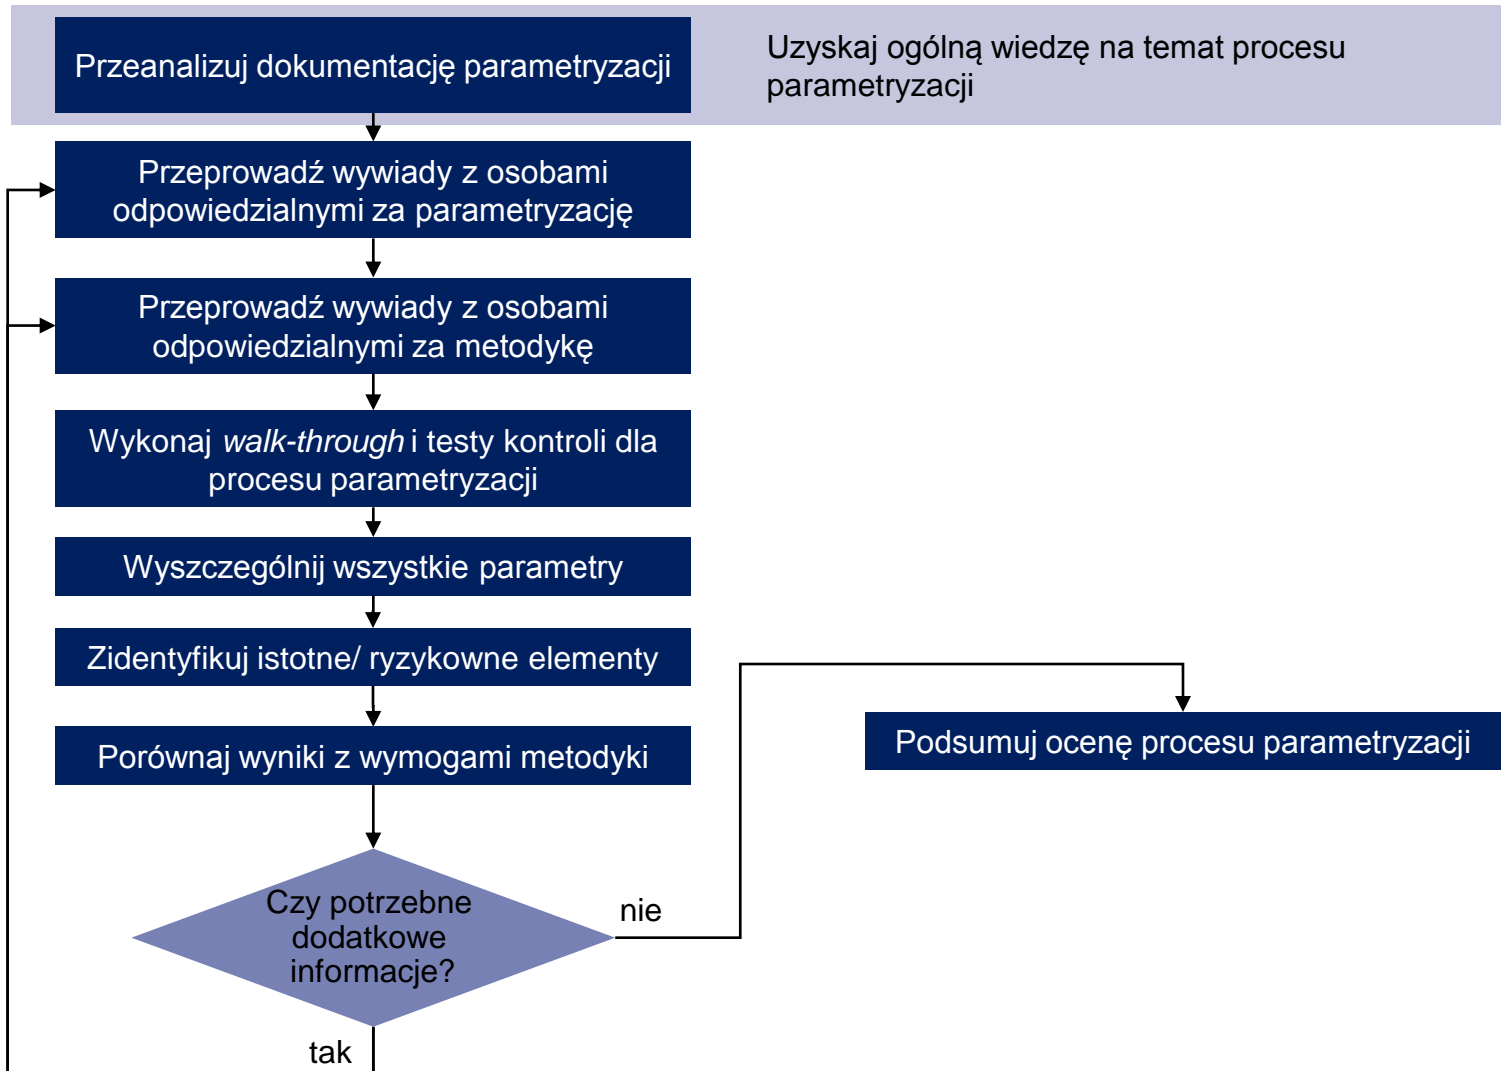 Przeanalizuj dokumentację parametryzacji
Uzyskaj ogólną wiedzę na temat procesu
parametryzacji
Przeprowadź wywiady z osobami
odpowiedzialnymi za parametryzację
Przeprowadź wywiady z osobami
odpowiedzialnymi za metodykę
Wykonaj walk-through i testy kontroli dla
procesu parametryzacji
Wyszczególnij wszystkie parametry
Zidentyfikuj istotne/ ryzykowne elementy
Porównaj wyniki z wymogami metodyki
Podsumuj ocenę procesu parametryzacji
Czy potrzebne
dodatkowe
informacje?
nie
tak